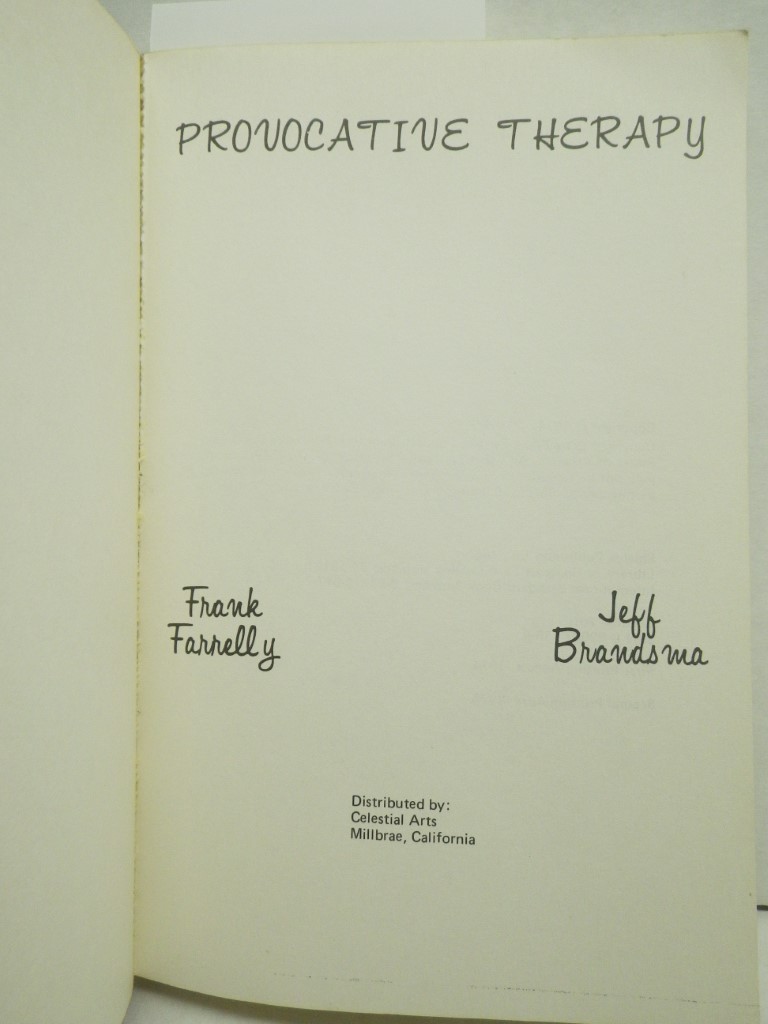 PROVOCATIVE THERAPY
Frank
Farrelly
Jeff
Brandsma
Distributed by:
Celestial Arts
Millbrae, California